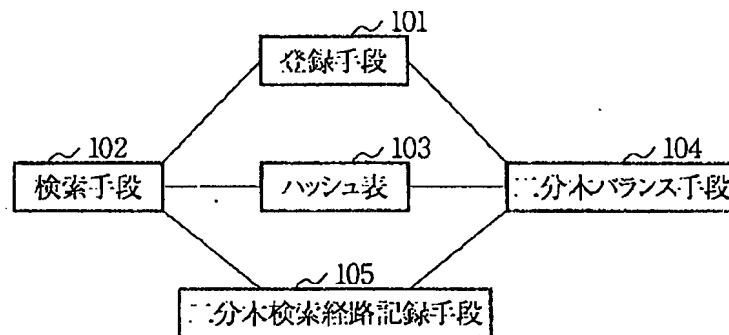 101
登録手段
102
検索手段
103
ハッシュ表
104
二分木バランス手段
105
二分木検索経路記録手段